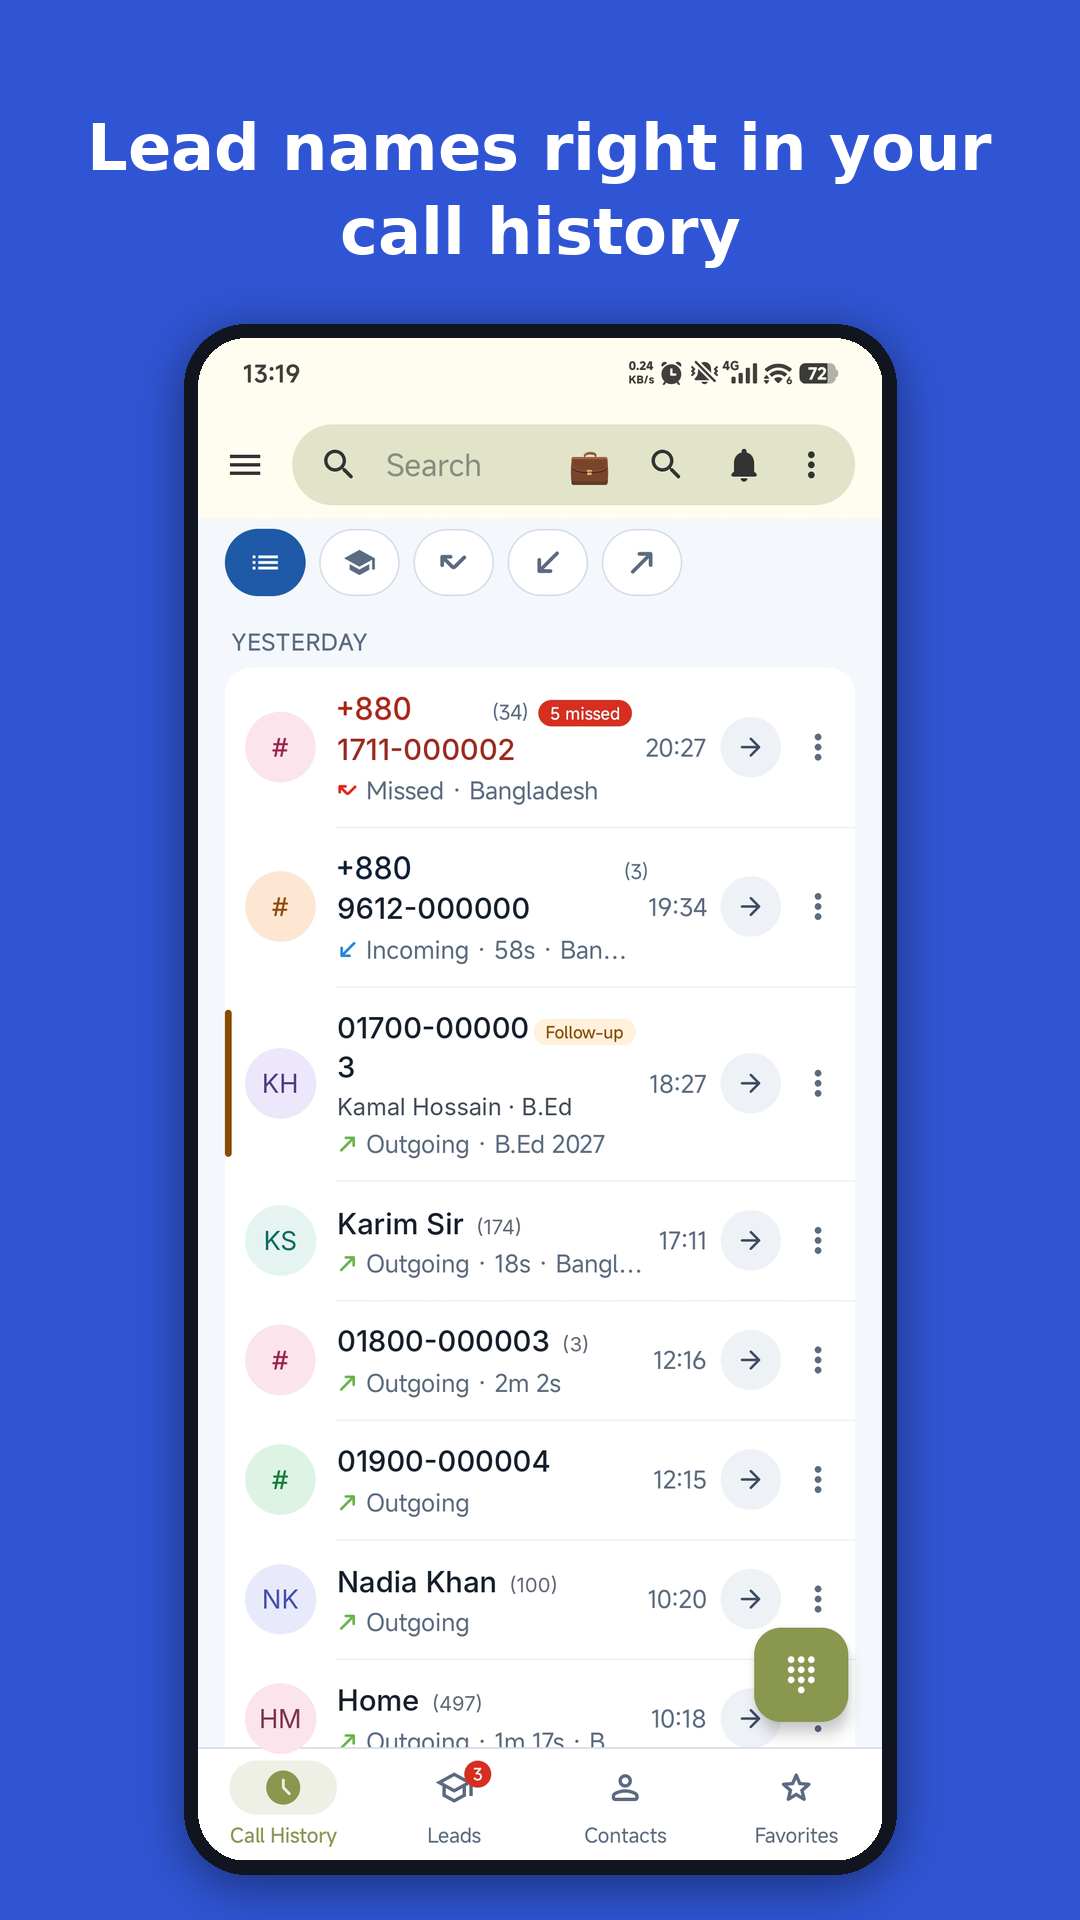 Lead names right in your
call history
13:19
0.24
KB/s
4G
6
72
Search
YESTERDAY
#
+880
1711-000002
(34)
5 missed
Missed · Bangladesh
20:27
#
+880
9612-000000
(3)
Incoming · 58s · Ban...
19:34
KH
01700-00000
3
Follow-up
Kamal Hossain · B.Ed
Outgoing · B.Ed 2027
18:27
KS
Karim Sir (174)
Outgoing · 18s · Bangl...
17:11
#
01800-000003 (3)
Outgoing · 2m 2s
12:16
#
01900-000004
Outgoing
12:15
NK
Nadia Khan (100)
Outgoing
10:20
HM
Home (497)
Outgoing · 1m 17s · B
10:18
3
Call History
Leads
Contacts
Favorites